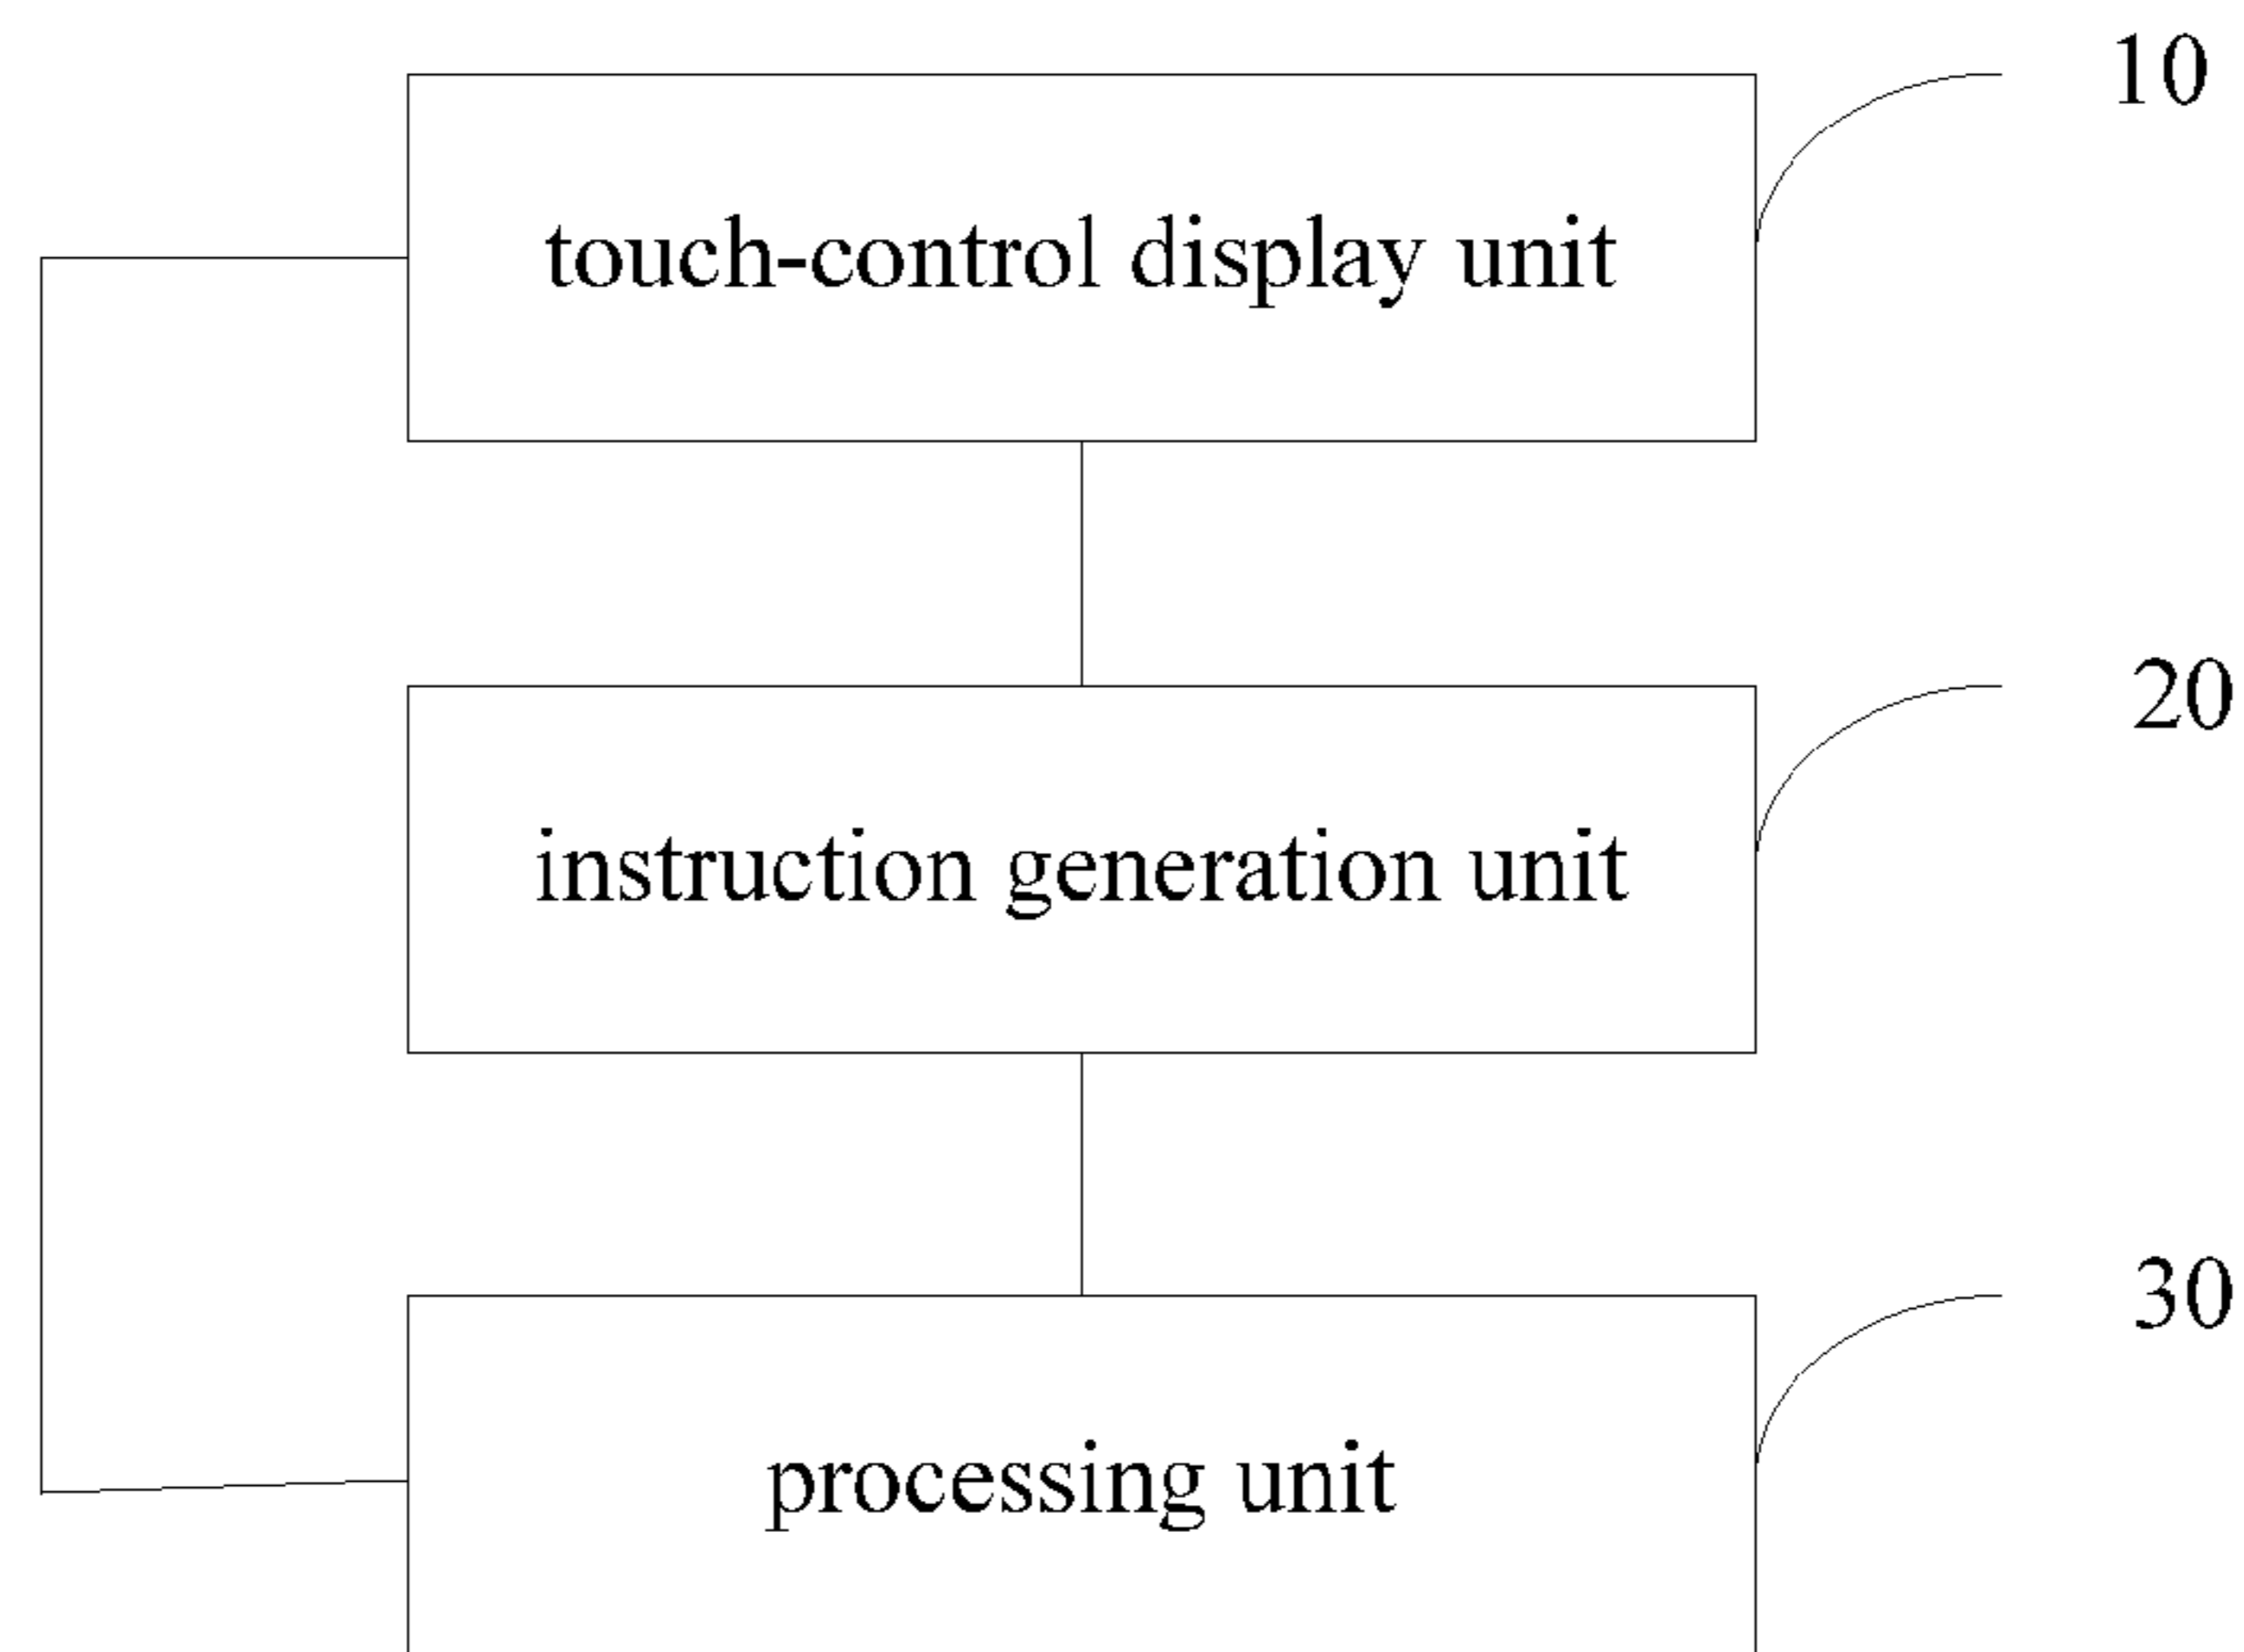 10
touch-control display unit
20
instruction generation unit
30
processing unit